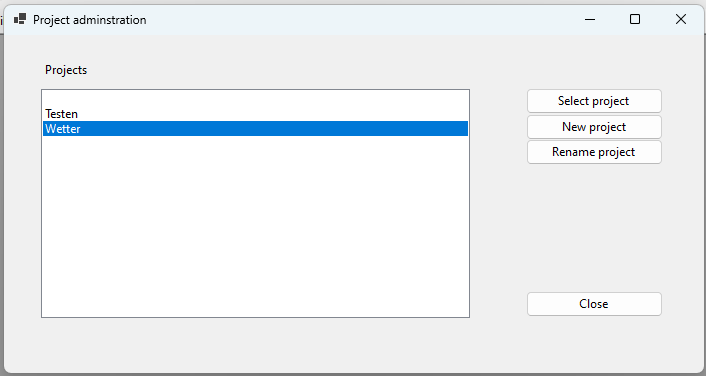 Project adminstration
Projects
Testen
Wetter
Select project
New project
Rename project
Close